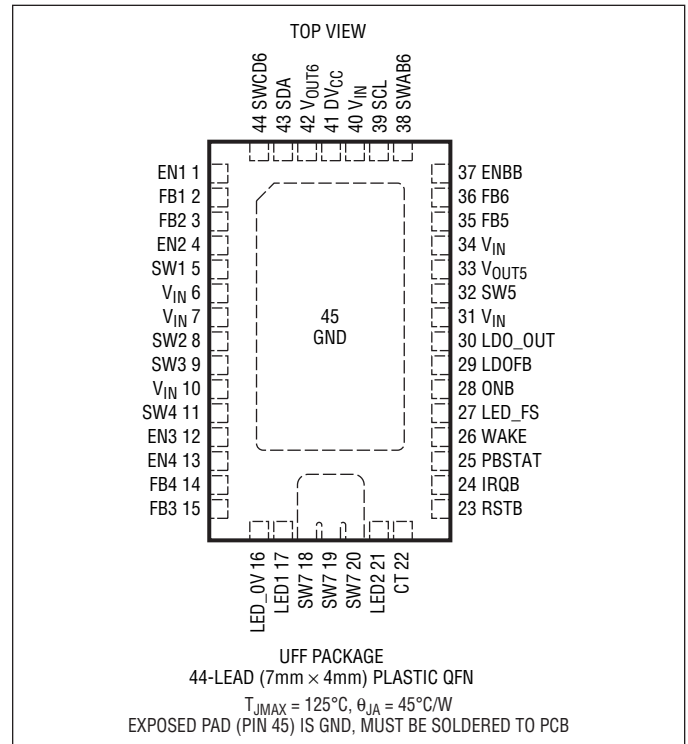 TOP VIEW
44 SWCD6
43 SDA
42 VOUT6
41 DVCC
40 VIN
39 SCL
38 SWAB6
EN1 1
FB1 2
FB2 3
EN2 4
SW1 5
VIN 6
VIN 7
SW2 8
SW3 9
VIN 10
SW4 11
EN3 12
EN4 13
FB4 14
FB3 15
45
GND
37 ENBB
36 FB6
35 FB5
34 VIN
33 VOUT5
32 SW5
31 VIN
30 LDO_OUT
29 LDOFB
28 ONB
27 LED_FS
26 WAKE
25 PBSTAT
24 IRQB
23 RSTB
LED_OV 16
LED1 17
SW7 18
SW7 19
SW7 20
LED2 21
CT 22
UFF PACKAGE
44-LEAD (7mm × 4mm) PLASTIC QFN
TJMAX = 125°C, θJA = 45°C/W
EXPOSED PAD (PIN 45) IS GND, MUST BE SOLDERED TO PCB